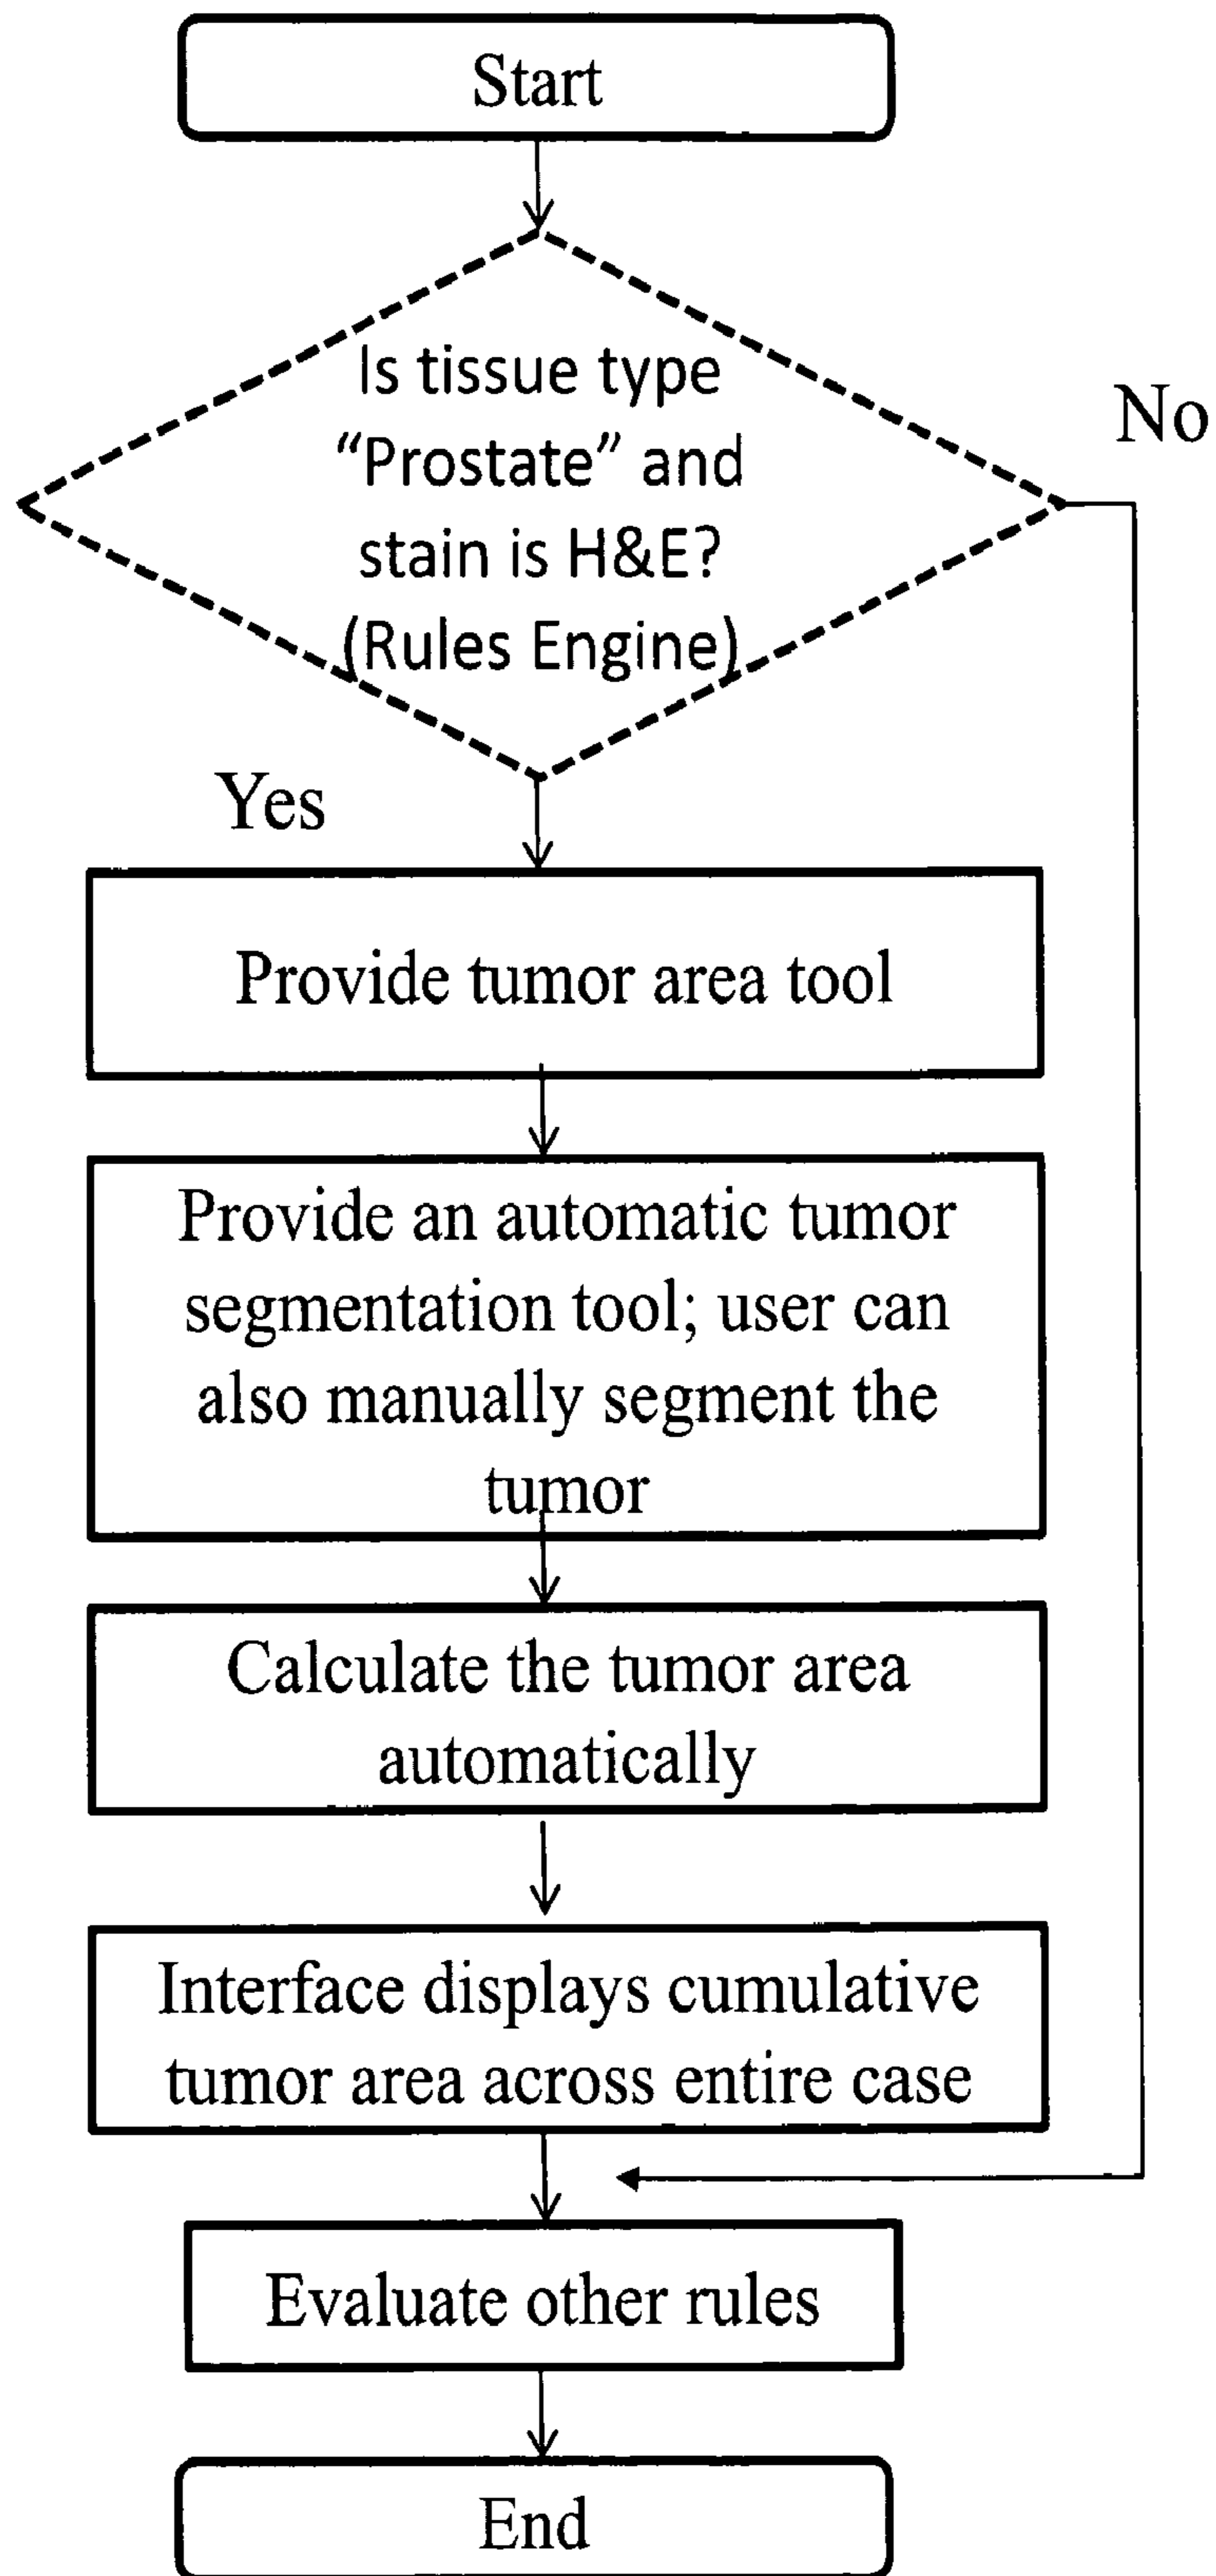 Start
Is tissue type
“Prostate” and
stain is H&E?
(Rules Engine)
No
Yes
Provide tumor area tool
Provide an automatic tumor
segmentation tool; user can
also manually segment the
tumor
Calculate the tumor area
automatically
Interface displays cumulative
tumor area across entire case
Evaluate other rules
End